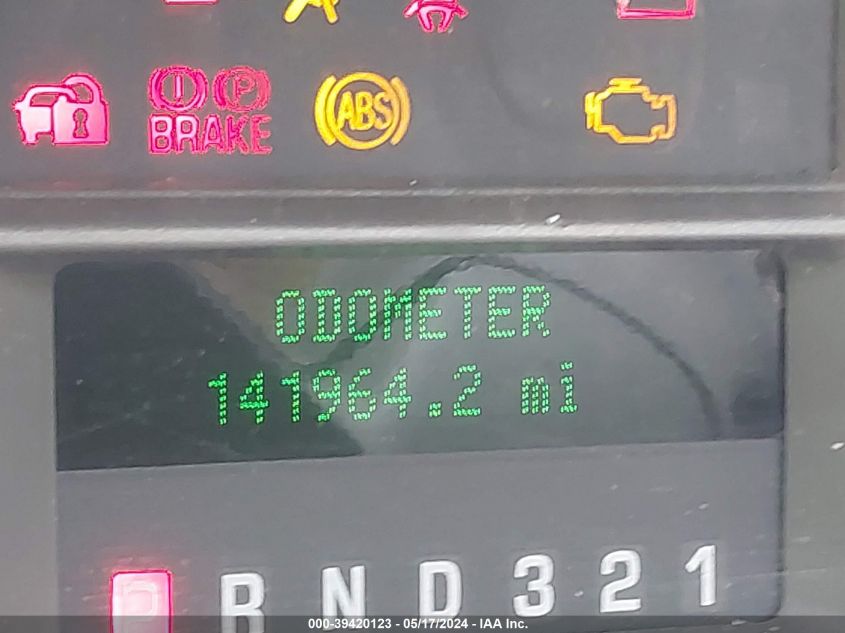 BRAKE ABS
ODOMETER
141964.2 mi
P R N D 3 2 1
000-39420123 - 05/17/2024 - IAA Inc.